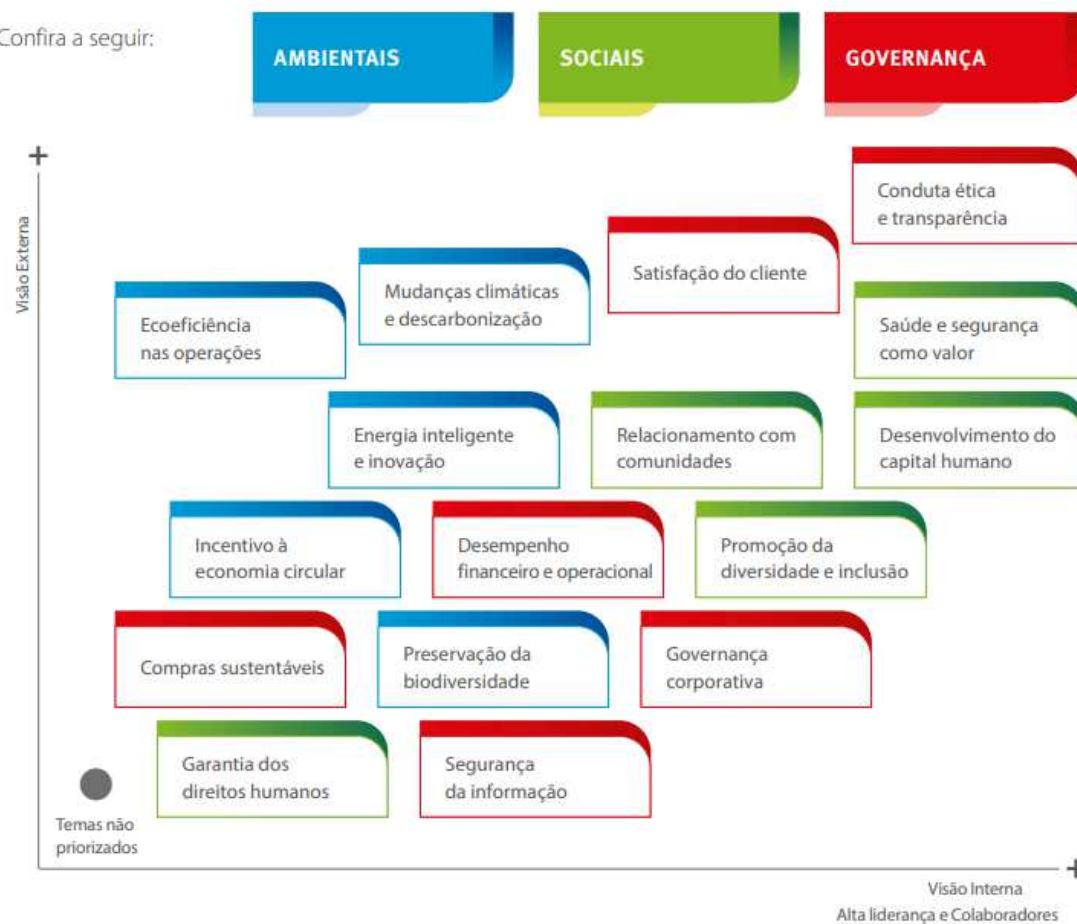 Confira a seguir:
AMBIENTAIS
SOCIAIS
GOVERNANÇA
+
Visão Externa
Conduta ética
e transparência
Satisfação do cliente
Mudanças climáticas
e descarbonização
Ecoeficiência
nas operações
Saúde e segurança
como valor
Energia inteligente
e inovação
Relacionamento com
comunidades
Desenvolvimento do
capital humano
Incentivo à
economia circular
Desempenho
financeiro e operacional
Promoção da
diversidade e inclusão
Compras sustentáveis
Preservação da
biodiversidade
Governança
corporativa
Garantia dos
direitos humanos
Segurança
da informação
Temas não
priorizados
+
Visão Interna
Alta liderança e Colaboradores